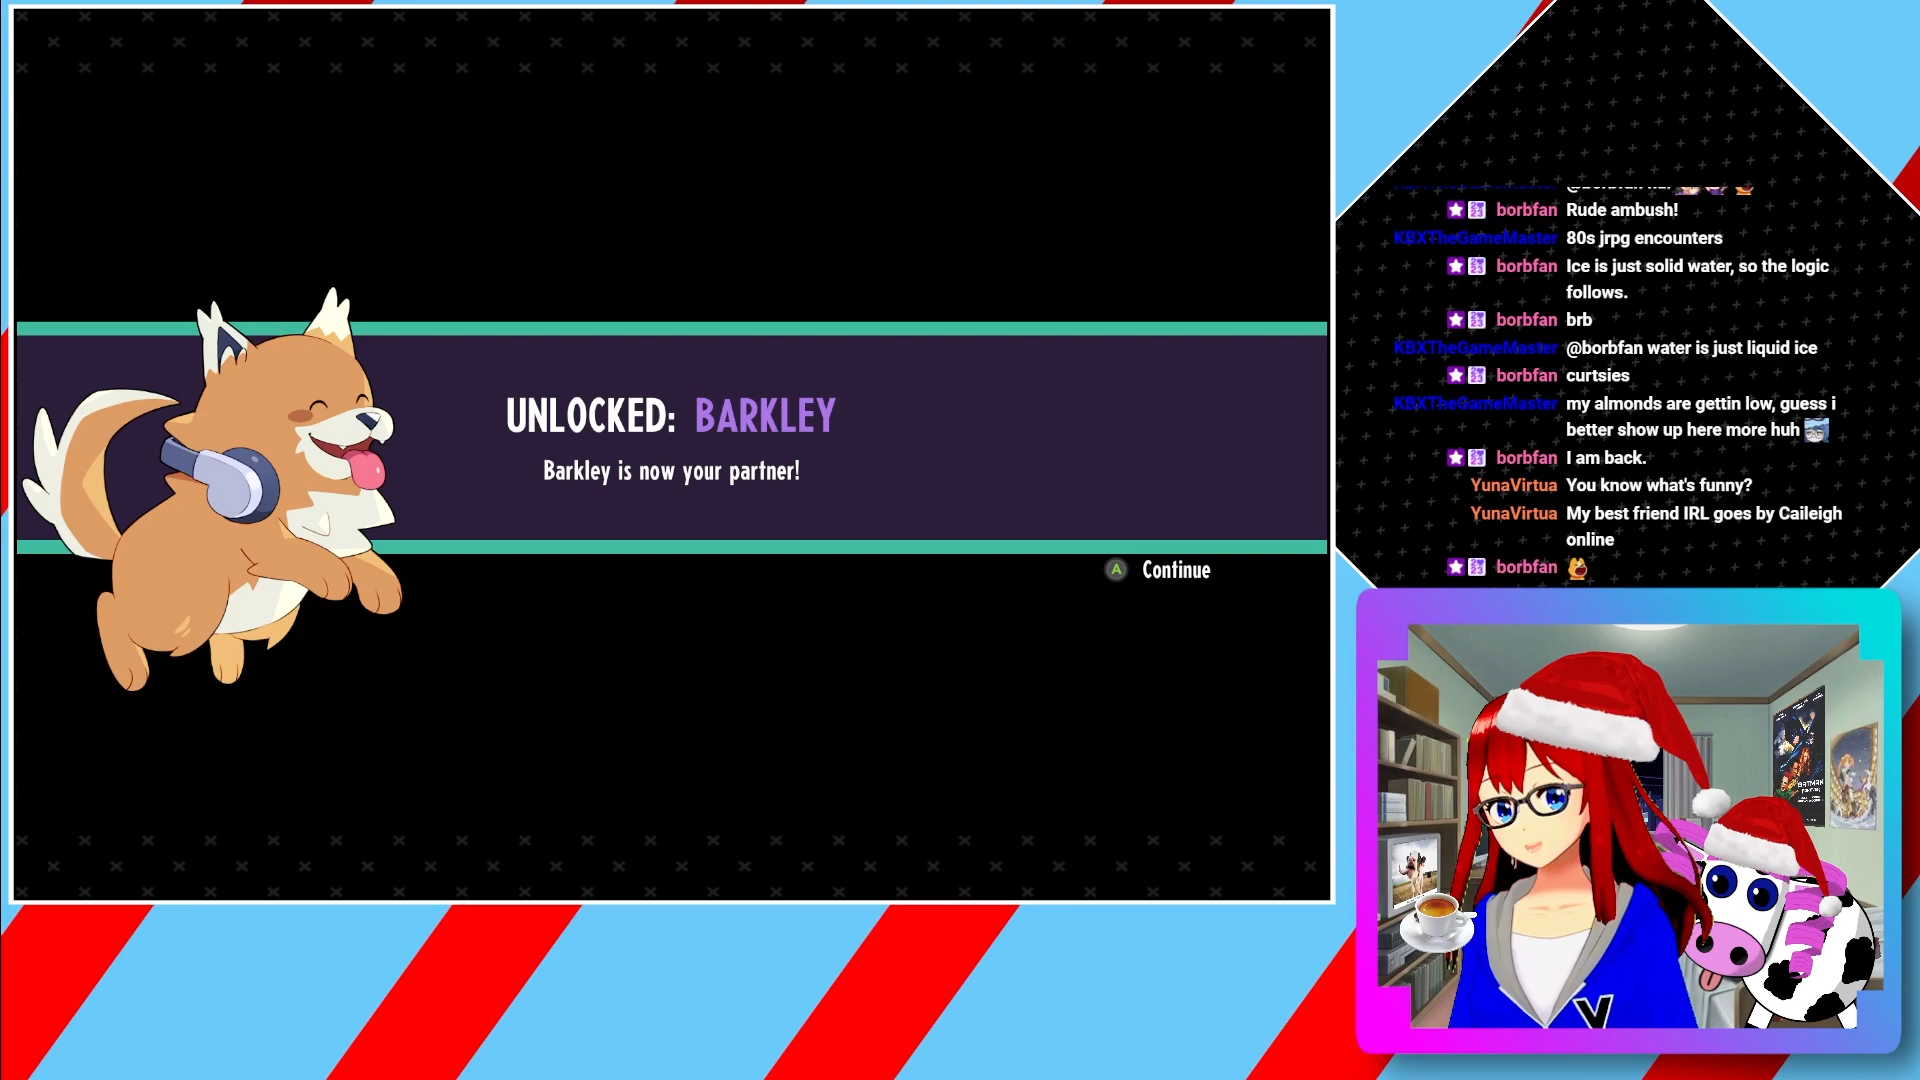 UNLOCKED: BARKLEY
Barkley is now your partner!
A Continue
borbfan Rude ambush!
KBXTheGameMaster 80s jrpg encounters
borbfan Ice is just solid water, so the logic
follows.
borbfan brb
KBXTheGameMaster @borbfan water is just liquid ice
borbfan curtsies
KBXTheGameMaster my almonds are gettin low, guess i
better show up here more huh
borbfan I am back.
YunaVirtua You know what's funny?
YunaVirtua My best friend IRL goes by Caileigh
online
borbfan
BATMAN
V